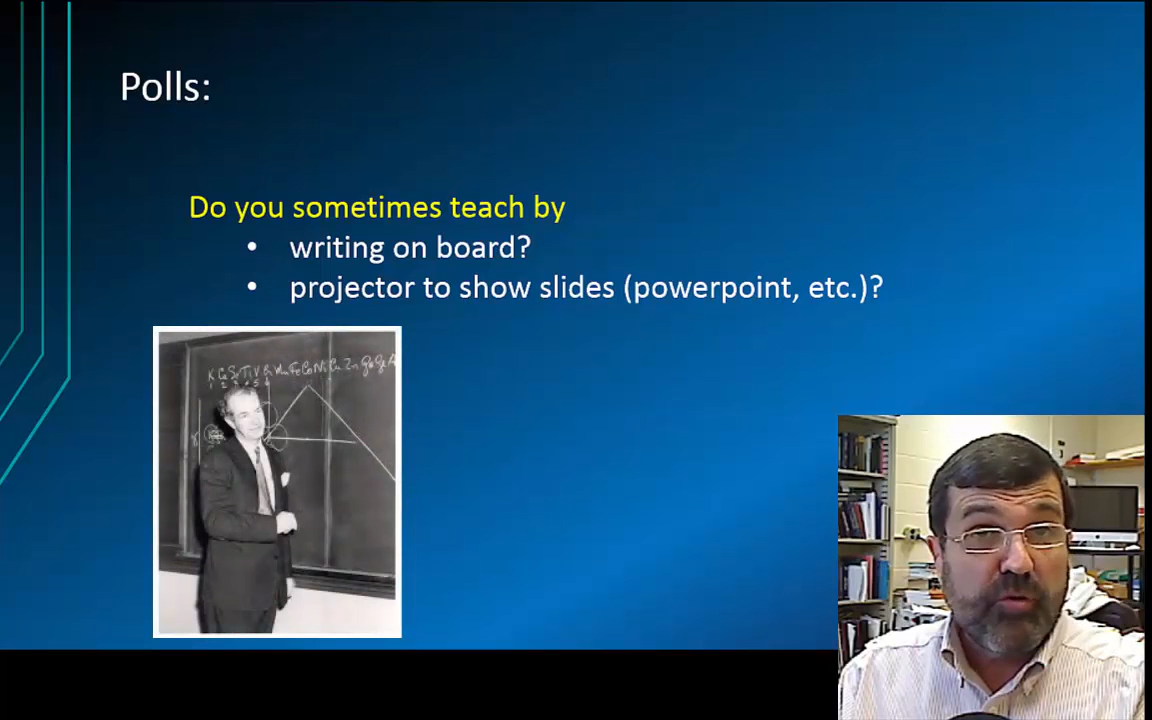 Polls:
Do you sometimes teach by
• writing on board?
• projector to show slides (powerpoint, etc.)?